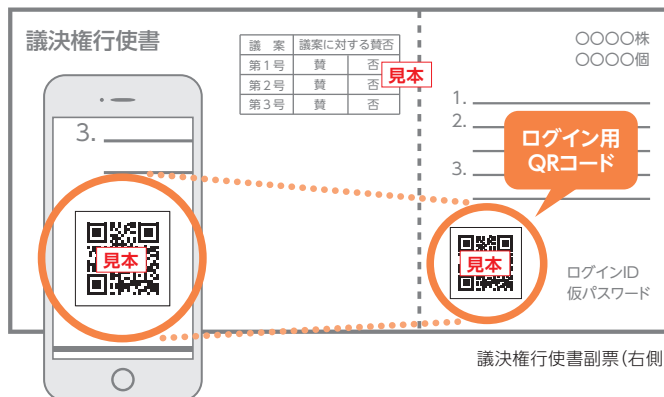 議決権行使書
議 案 議案に対する賛否
第1号 賛 否
第2号 賛 否
第3号 賛 否
見本
○○○○株
○○○○個
1.
2.
3.
ログイン用
QRコード
見本
ログインID
仮パスワード
3.
見本
議決権行使書副票(右側